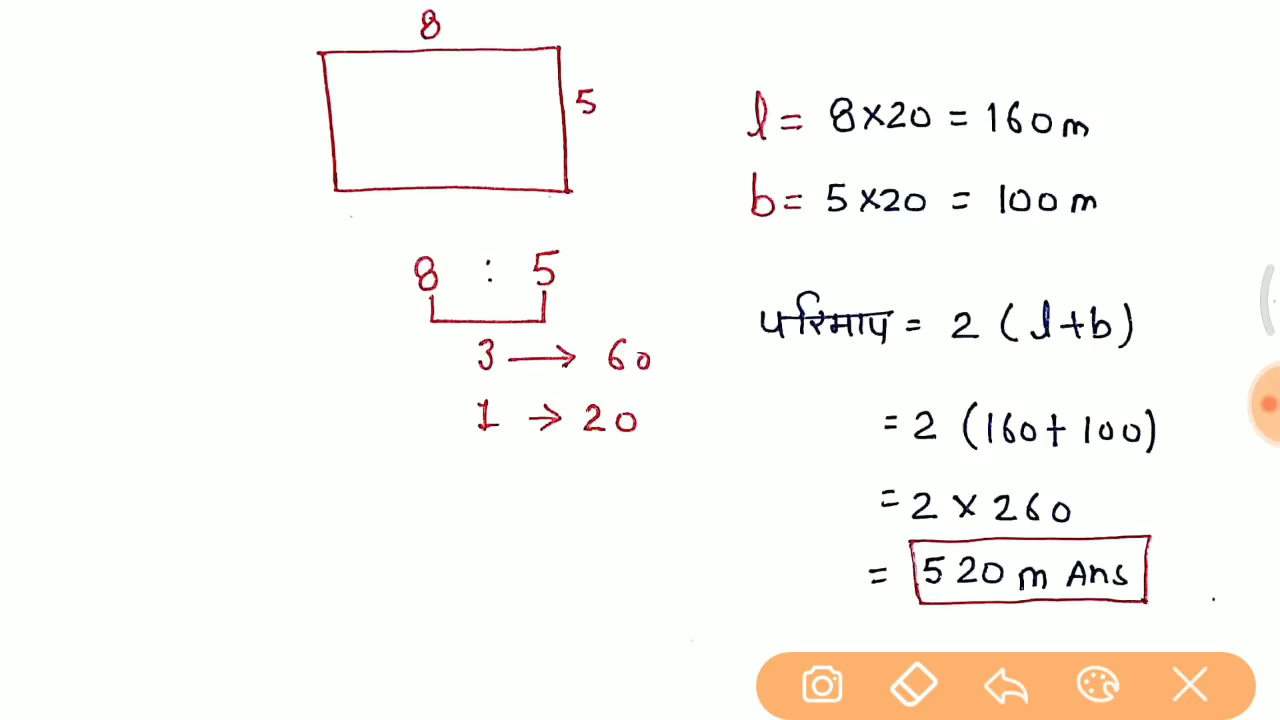 8
5
8 : 5
3 → 60
1 → 20
l = 8×20 = 160m
b = 5×20 = 100m
परिमाप = 2 (l+b)
= 2 (160+100)
= 2 × 260
= 520 m Ans